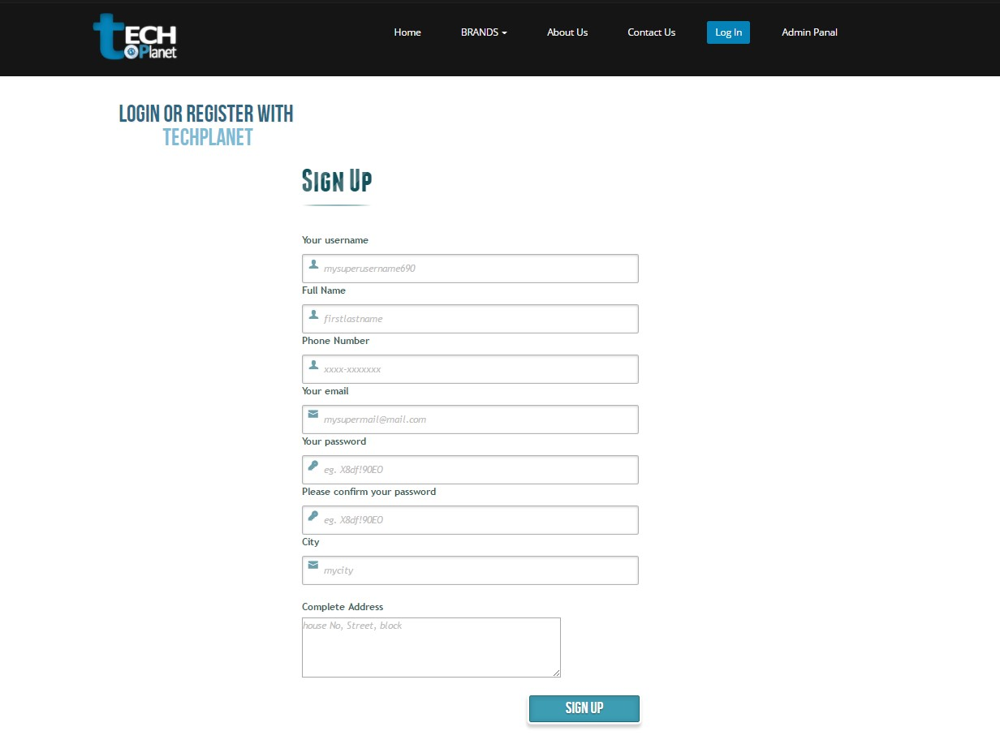 tECH
Planet
Home BRANDS About Us Contact Us Log In Admin Panal
LOGIN OR REGISTER WITH
TECHPLANET
SIGN UP
Your username
mysuperusername690
Full Name
firstlastname
Phone Number
xxxx-xxxxxxx
Your email
mysupermail@mail.com
Your password
eg. X8df!90EO
Please confirm your password
eg. X8df!90EO
City
mycity
Complete Address
house No, Street, block
SIGN UP